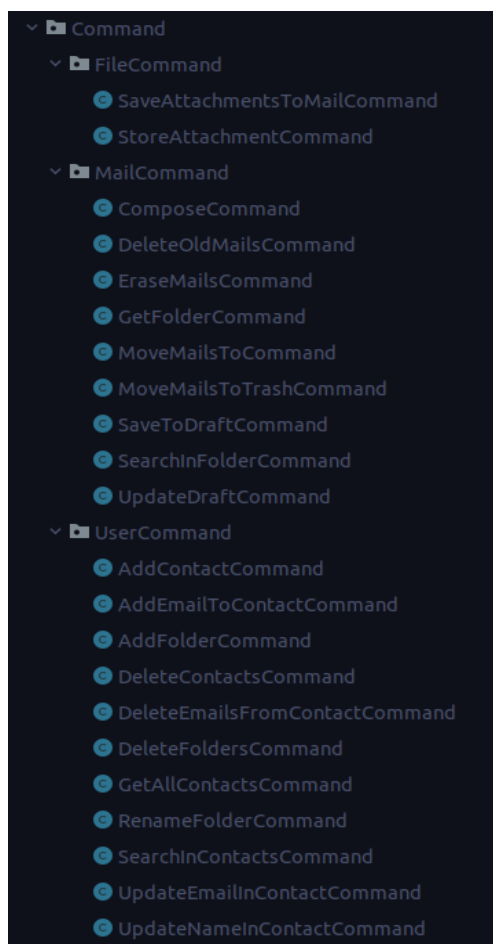 Command
FileCommand
SaveAttachmentsToMailCommand
StoreAttachmentCommand
MailCommand
ComposeCommand
DeleteOldMailsCommand
EraseMailsCommand
GetFolderCommand
MoveMailsToCommand
MoveMailsToTrashCommand
SaveToDraftCommand
SearchInFolderCommand
UpdateDraftCommand
UserCommand
AddContactCommand
AddEmailToContactCommand
AddFolderCommand
DeleteContactsCommand
DeleteEmailsFromContactCommand
DeleteFoldersCommand
GetAllContactsCommand
RenameFolderCommand
SearchInContactsCommand
UpdateEmailInContactCommand
UpdateNameInContactCommand